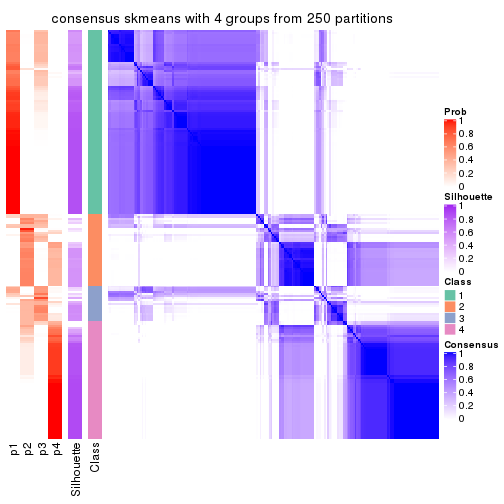 consensus skmeans with 4 groups from 250 partitions
Prob
1
0.8
0.6
0.4
0.2
0
Silhouette
1
0.8
0.6
0.4
0.2
0
Class
1
2
3
4
Consensus
1
0.8
0.6
0.4
0.2
0
p1
p2
p3
p4
Silhouette
Class